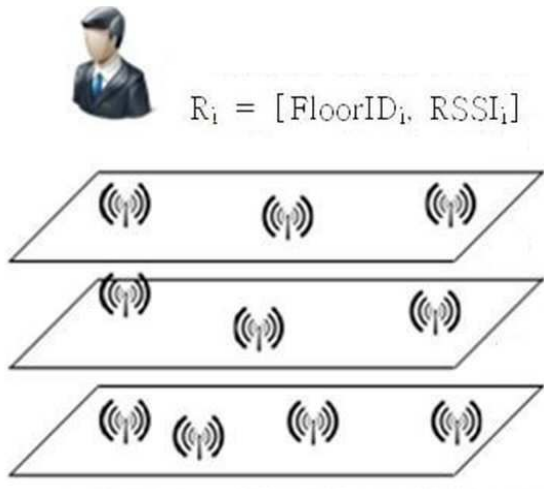 Rᵢ = [FloorIDᵢ, RSSIᵢ]